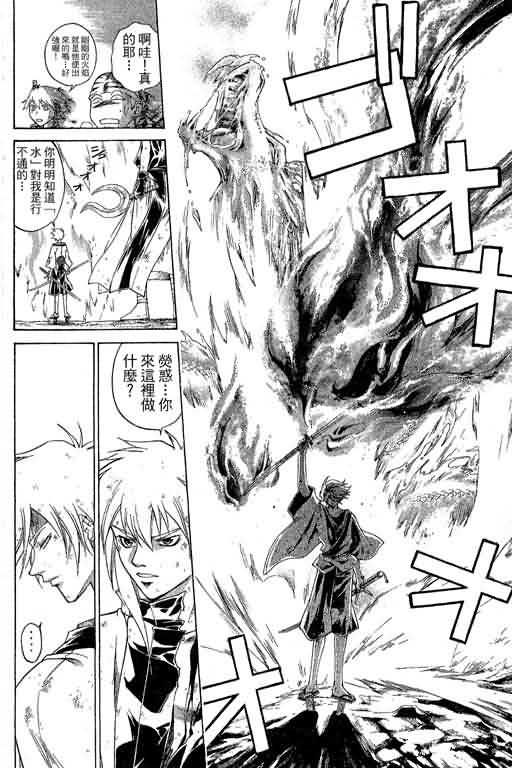 ゴオオオオオオ
啊哇！真
的耶…
剛剛的火焰
就是他使出
來的嗎…好
強喔！
你明明知道「
水」對我是行
不通的…
熒惑…你
來這裡做
什麼？
…